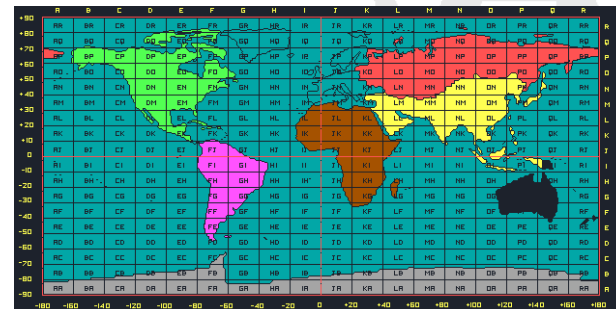 A B C D E F G H I J K L M N O P Q R
+90
AR BR CR DR ER FR GR HR IR JR KR LR MR NR OR PR QR RR R
+80
AQ BQ CQ DQ EQ FQ GQ HQ IQ JQ KQ LQ MQ NQ OQ PQ QQ RQ Q
+70
AP BP CP DP EP FP GP HP IP JP KP LP MP NP OP PP QP RP P
+60
AO BO CO DO EO FO GO HO IO JO KO LO MO NO OO PO QO RO O
+50
AN BN CN DN EN FN GN HN IN JN KN LN MN NN ON PN QN RN N
+40
AM BM CM DM EM FM GM HM IM JM KM LM MM NM OM PM QM RM M
+30
AL BL CL DL EL FL GL HL IL JL KL LL ML NL OL PL QL RL L
+20
AK BK CK DK EK FK GK HK IK JK KK LK MK NK OK PK QK RK K
+10
AJ BJ CJ DJ EJ FJ GJ HJ IJ JJ KJ LJ MJ NJ OJ PJ QJ RJ J
0
AI BI CI DI EI FI GI HI II JI KI LI MI NI OI PI QI RI I
-10
AH BH CH DH EH FH GH HH IH JH KH LH MH NH OH RH H
-20
AG BG CG DG EG FG GG HG IG JG KG LG MG NG OG RG G
-30
AF BF CF DF EF FF GF HF IF JF KF LF MF NF OF RF F
-40
AE BE CE DE EE FE GE HE IE JE KE LE ME NE OE PE QE RE E
-50
AD BD CD DD ED FD GD HD ID JD KD LD MD ND OD PD QD RD D
-60
AC BC CC DC EC FC GC HC IC JC KC LC MC NC OC PC QC RC C
-70
AB BB CB DB EB FB GB HB IB JB KB LB MB NB OB PB QB RB B
-80
AA BA CA DA EA FA GA HA IA JA KA LA MA NA OA PA QA RA A
-90
-180 -160 -140 -120 -100 -80 -60 -40 -20 0 +20 +40 +60 +80 +100 +120 +140 +160 +180